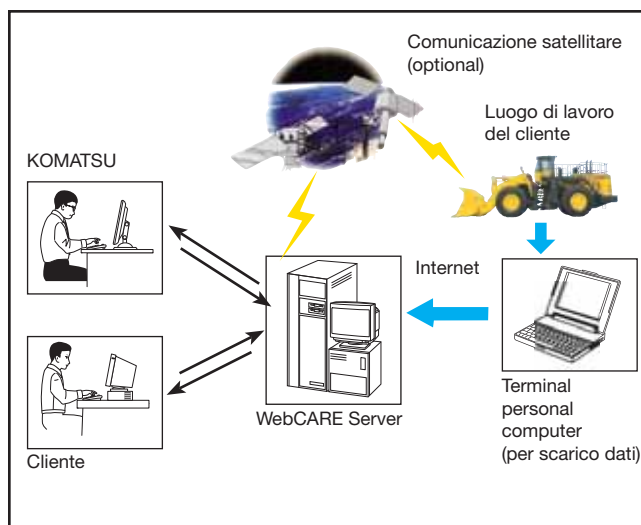 Comunicazione satellitare
(optional)
Luogo di lavoro
del cliente
KOMATSU
Internet
WebCARE Server
Terminal
personal
computer
(per scarico dati)
Cliente